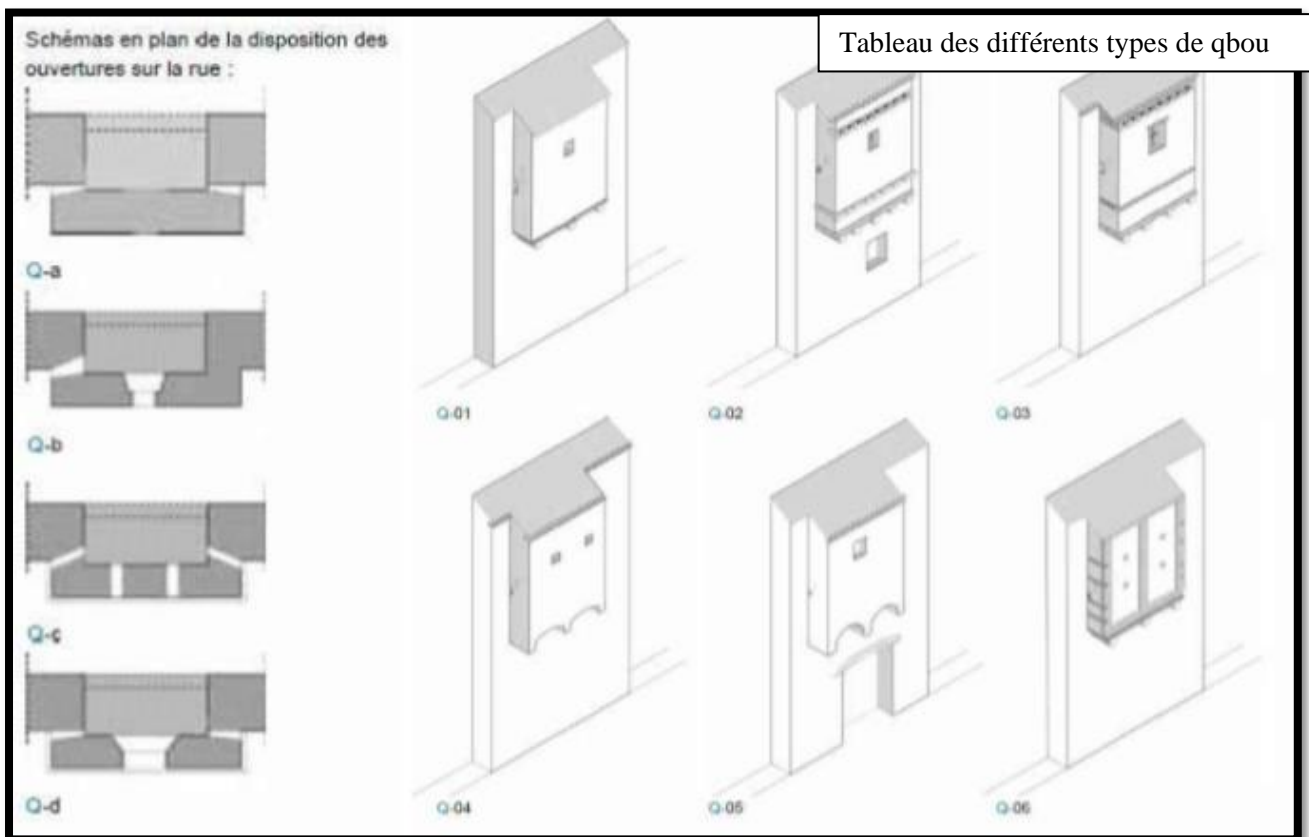 Schémas en plan de la disposition des
ouvertures sur la rue :
Tableau des différents types de qbou
Q-a
Q-b
Q-c
Q-d
Q-01
Q-02
Q-03
Q-04
Q-05
Q-06